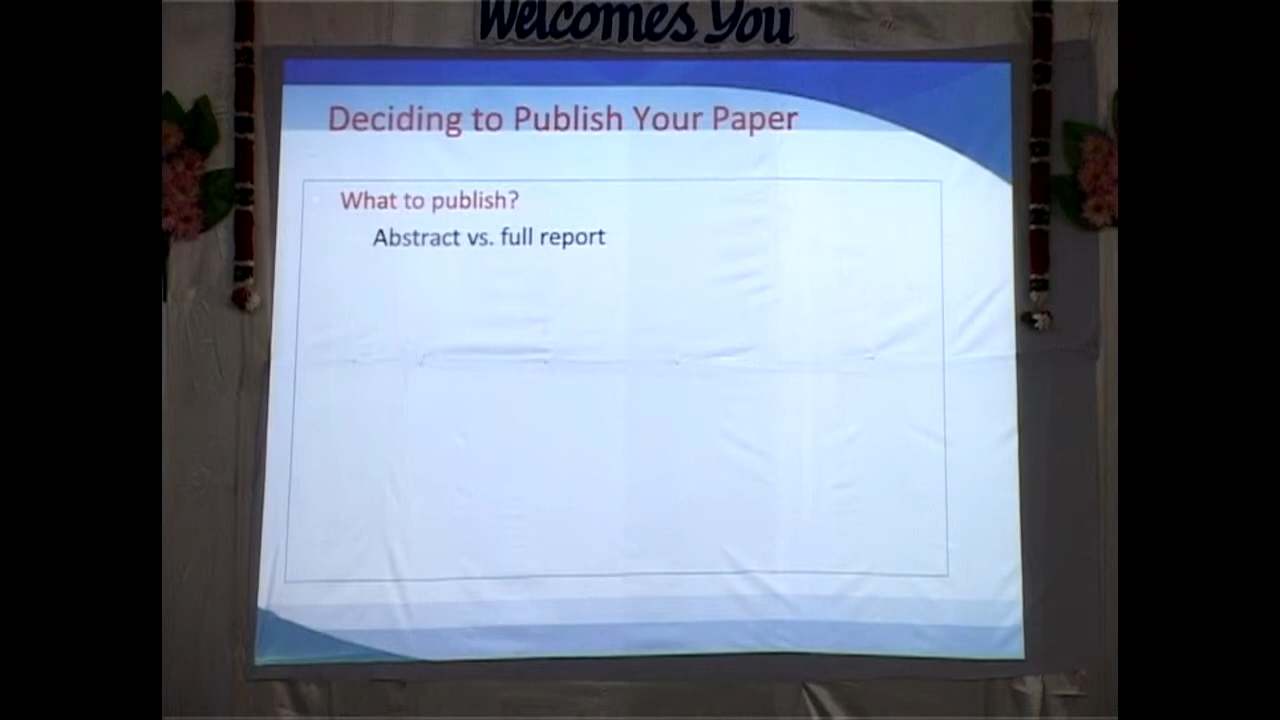 Welcomes You
Deciding to Publish Your Paper
What to publish?
Abstract vs. full report